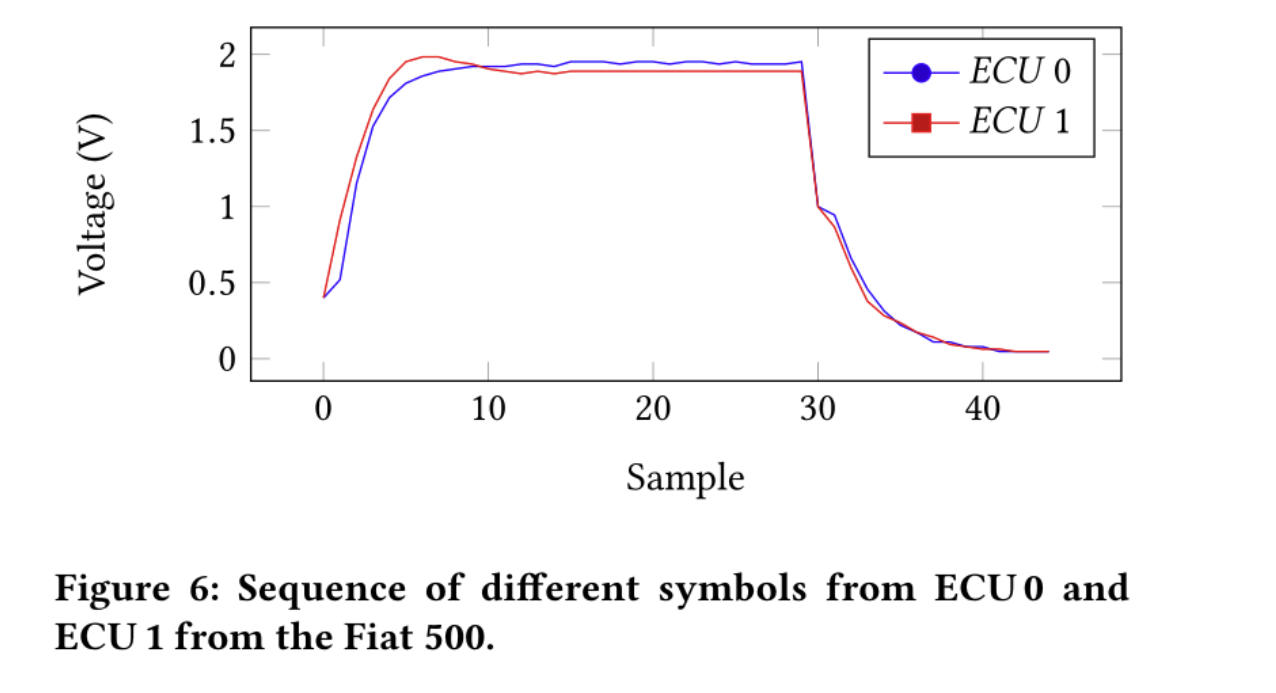 2
1.5
1
0.5
0
Voltage (V)
ECU 0
ECU 1
0 10 20 30 40
Sample
Figure 6: Sequence of different symbols from ECU 0 and
ECU 1 from the Fiat 500.